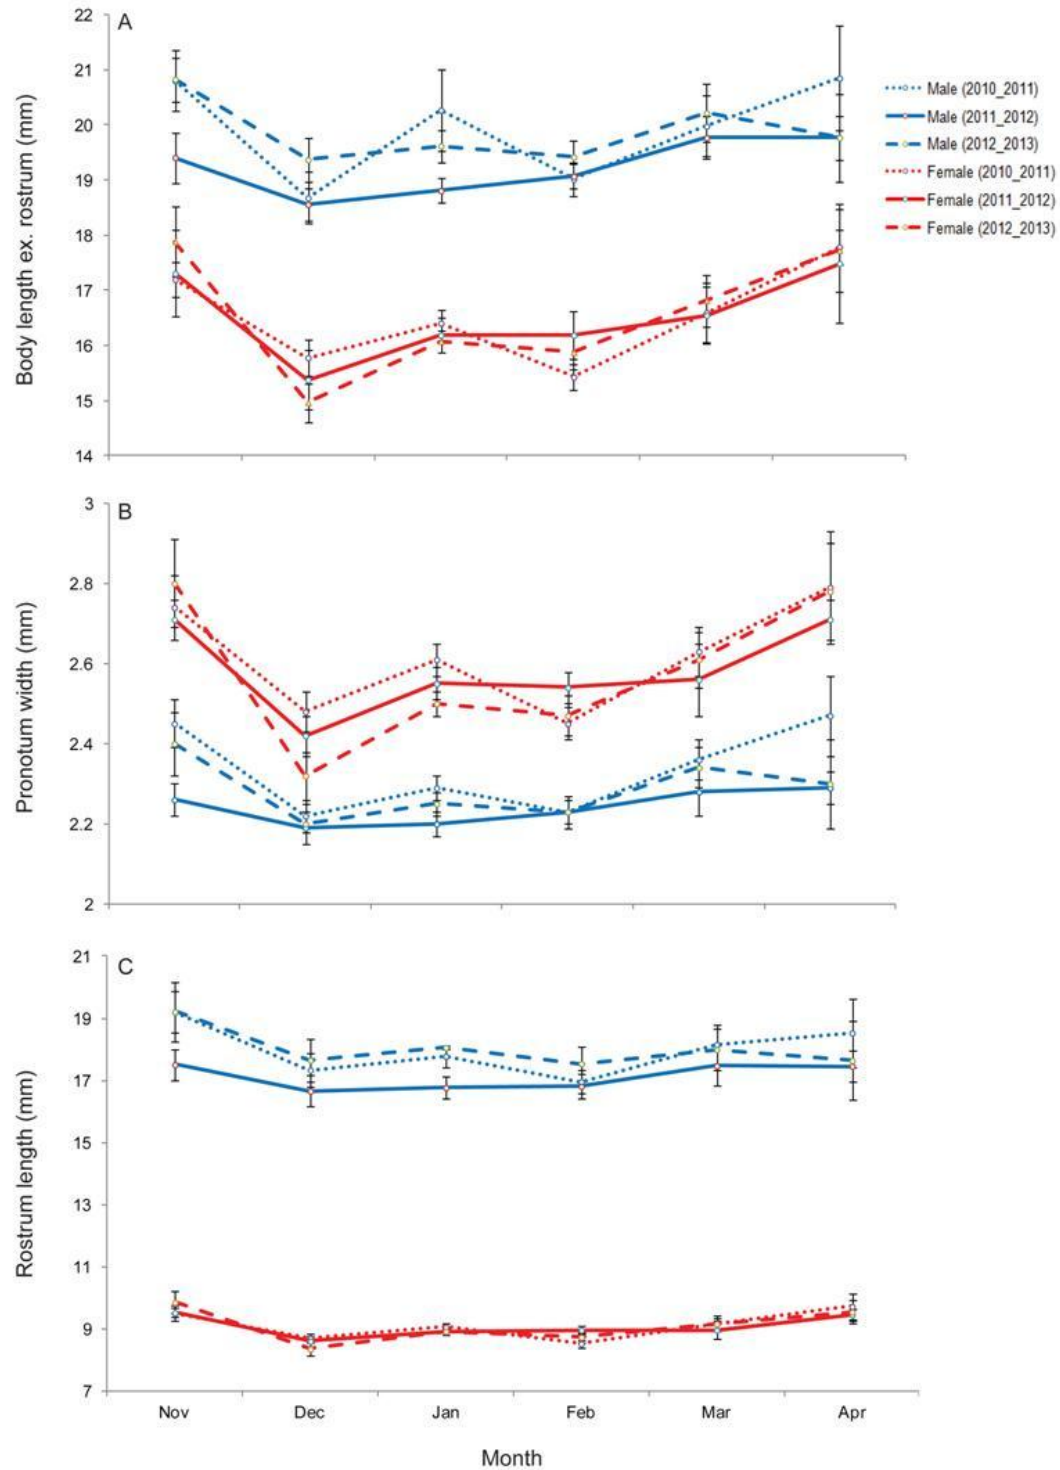 A
Body length ex. rostrum (mm)
22
21
20
19
18
17
16
15
14
Male (2010_2011)
Male (2011_2012)
Male (2012_2013)
Female (2010_2011)
Female (2011_2012)
Female (2012_2013)
B
Pronotum width (mm)
3
2.8
2.6
2.4
2.2
2
C
Rostrum length (mm)
21
19
17
15
13
11
9
7
Nov Dec Jan Feb Mar Apr
Month